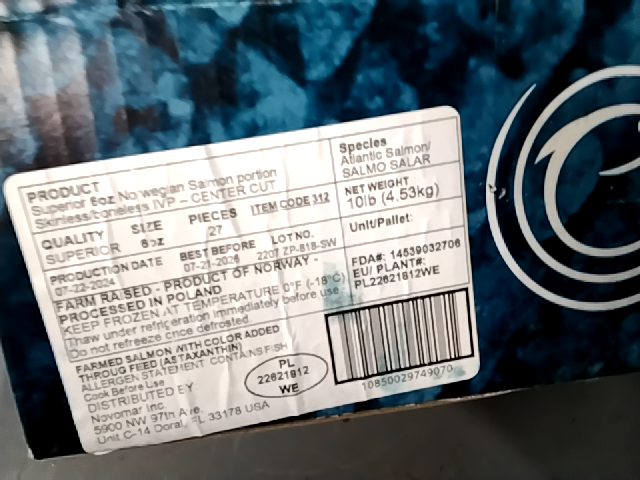 PRODUCT
Superior 6oz Norwegian Salmon portion
Skinless/boneless IVP - CENTER CUT
QUALITY SIZE PIECES ITEM CODE 312
SUPERIOR 6oz 27
PRODUCTION DATE BEST BEFORE LOT NO.
07-22-2024 07-21-2026 2207 ZP-818-SW
FARM RAISED - PRODUCT OF NORWAY -
PROCESSED IN POLAND
KEEP FROZEN AT TEMPERATURE 0°F (-18°C)
Thaw under refrigeration immediately before use
Do not refreeze once defrosted
FARMED SALMON WITH COLOR ADDED
THROUG FEED (ASTAXANTHIN)
ALLERGEN STATEMENT: CONTAINS FISH
Cook Before Use
DISTRIBUTED BY
Novomar Inc.
5900 NW 97th Ave.
Unit C-14 Doral, FL 33178 USA
PL
22621812
WE
Species
Atlantic Salmon/
SALMO SALAR
NET WEIGHT
10lb (4.53kg)
Unit/Pallet:
FDA#: 14539032706
EU/ PLANT#:
PL22621812WE
10850029749070